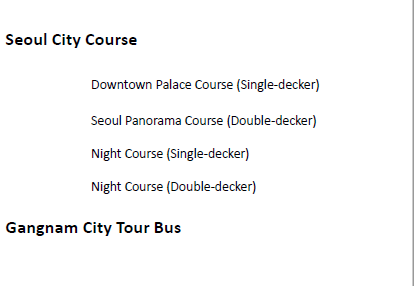 Seoul City Course
Downtown Palace Course (Single-decker)
Seoul Panorama Course (Double-decker)
Night Course (Single-decker)
Night Course (Double-decker)
Gangnam City Tour Bus